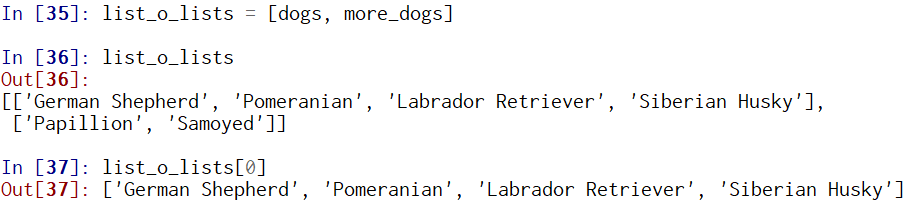 In [35]: list_o_lists = [dogs, more_dogs]
In [36]: list_o_lists
Out[36]:
[['German Shepherd', 'Pomeranian', 'Labrador Retriever', 'Siberian Husky'],
 ['Papillion', 'Samoyed']]
In [37]: list_o_lists[0]
Out[37]: ['German Shepherd', 'Pomeranian', 'Labrador Retriever', 'Siberian Husky']